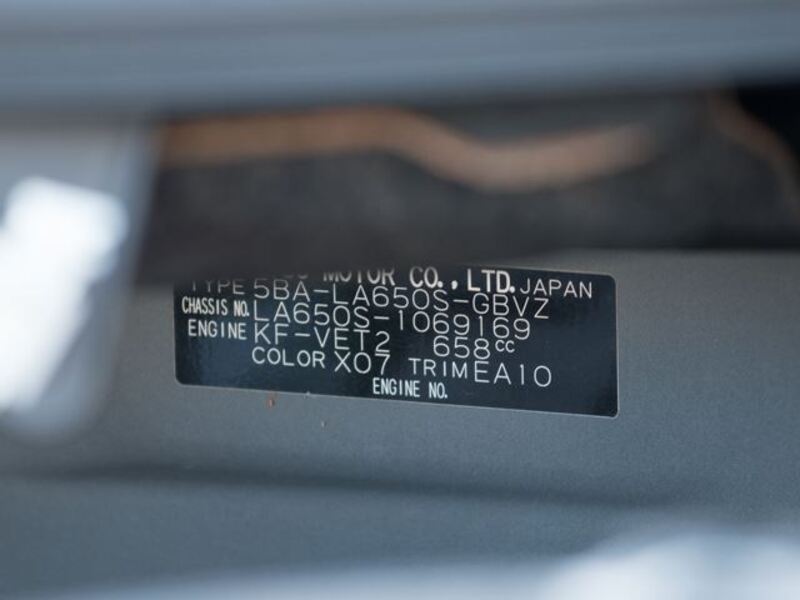 MOTOR CO., LTD. JAPAN
TYPE 5BA-LA650S-GBVZ
CHASSIS NO. LA650S-1069169
ENGINE KF-VET2 658cc
COLOR X07 TRIM EA10
ENGINE NO.